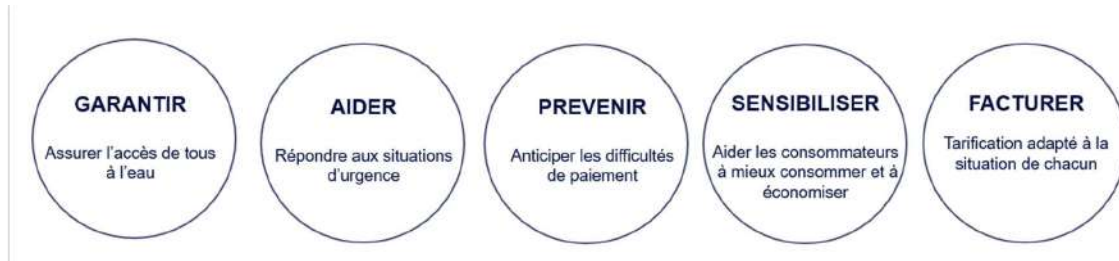 GARANTIR
Assurer l'accès de tous
à l'eau
AIDER
Répondre aux situations
d'urgence
PREVENIR
Anticiper les difficultés
de paiement
SENSIBILISER
Aider les consommateurs
à mieux consommer et à
économiser
FACTURER
Tarification adapté à la
situation de chacun